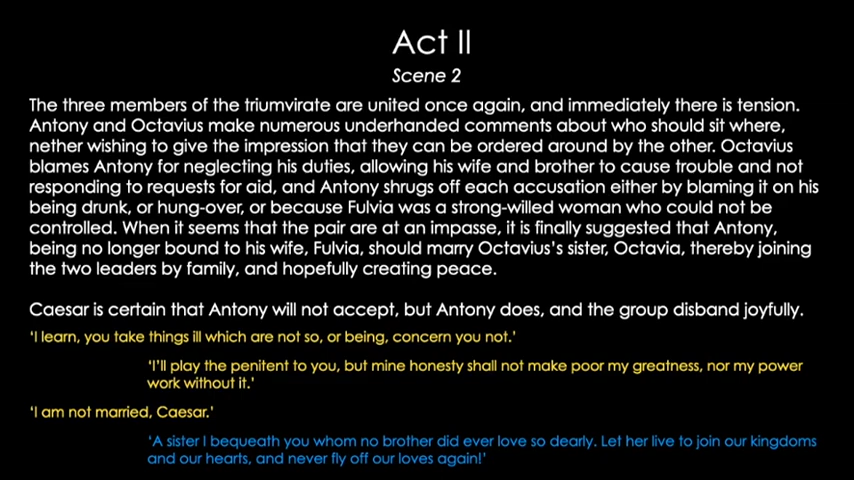 Act II
Scene 2
The three members of the triumvirate are united once again, and immediately there is tension.
Antony and Octavius make numerous underhanded comments about who should sit where,
nether wishing to give the impression that they can be ordered around by the other. Octavius
blames Antony for neglecting his duties, allowing his wife and brother to cause trouble and not
responding to requests for aid, and Antony shrugs off each accusation either by blaming it on his
being drunk, or hung-over, or because Fulvia was a strong-willed woman who could not be
controlled. When it seems that the pair are at an impasse, it is finally suggested that Antony,
being no longer bound to his wife, Fulvia, should marry Octavius's sister, Octavia, thereby joining
the two leaders by family, and hopefully creating peace.
Caesar is certain that Antony will not accept, but Antony does, and the group disband joyfully.
'I learn, you take things ill which are not so, or being, concern you not.'
'I'll play the penitent to you, but mine honesty shall not make poor my greatness, nor my power
work without it.'
'I am not married, Caesar.'
'A sister I bequeath you whom no brother did ever love so dearly. Let her live to join our kingdoms
and our hearts, and never fly off our loves again!'